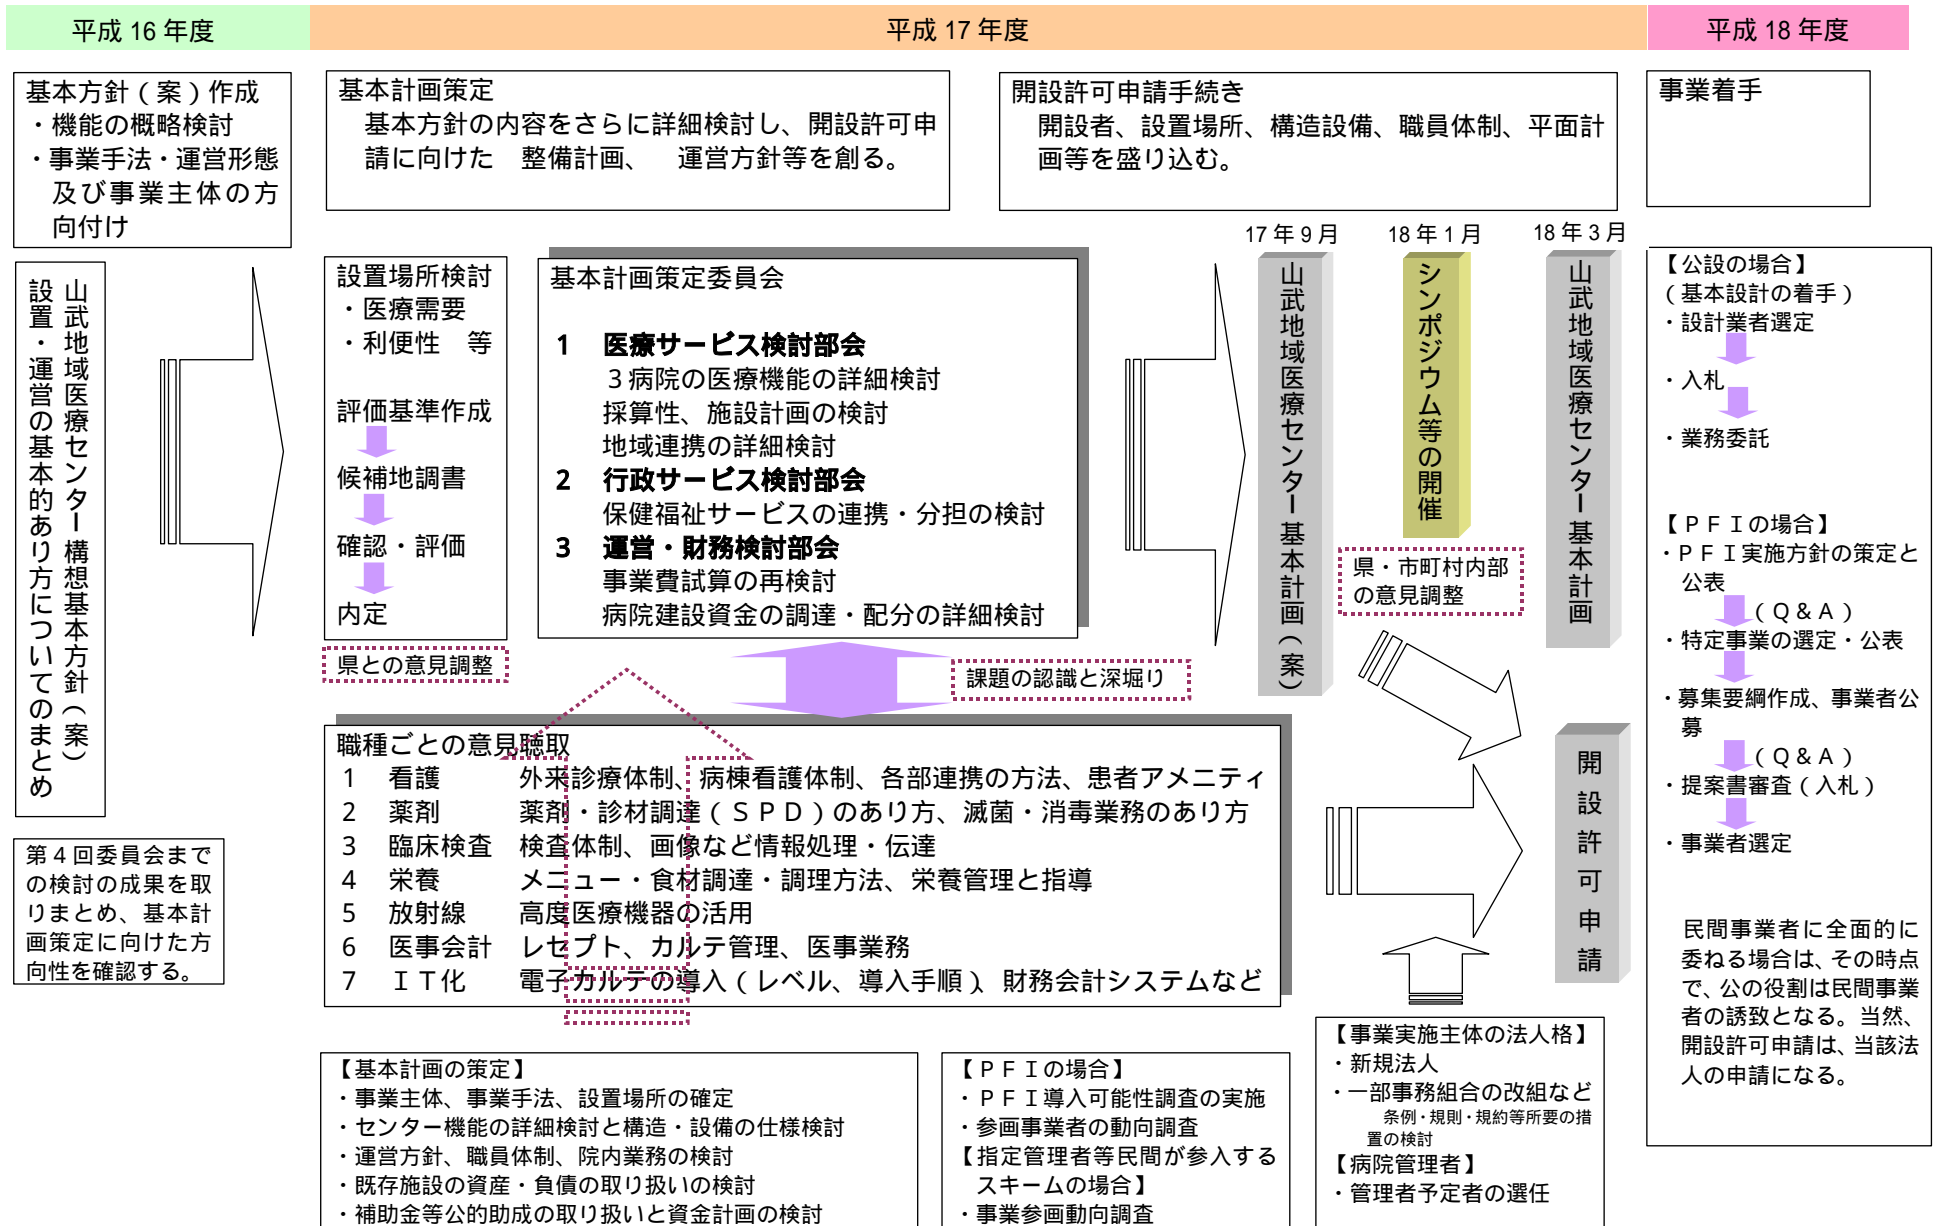 平成 16 年度
平成 17 年度
平成 18 年度
基本方針（案）作成
・機能の概略検討
・事業手法・運営形態
及び事業主体の方
向付け
基本計画策定
基本方針の内容をさらに詳細検討し、開設許可申
請に向けた　整備計画、　運営方針等を創る。
開設許可申請手続き
開設者、設置場所、構造設備、職員体制、平面計
画等を盛り込む。
事業着手
山武地域医療センター構想基本方針（案）
設置・運営の基本的あり方についてのまとめ
第４回委員会まで
の検討の成果を取
りまとめ、基本計
画策定に向けた方
向性を確認する。
設置場所検討
・医療需要
・利便性　等
評価基準作成
候補地調書
確認・評価
内定
県との意見調整
基本計画策定委員会
1　医療サービス検討部会
３病院の医療機能の詳細検討
採算性、施設計画の検討
地域連携の詳細検討
2　行政サービス検討部会
保健福祉サービスの連携・分担の検討
3　運営・財務検討部会
事業費試算の再検討
病院建設資金の調達・配分の詳細検討
課題の認識と深堀り
職種ごとの意見聴取
1　看護　外来診療体制、病棟看護体制、各部連携の方法、患者アメニティ
2　薬剤　薬剤・診材調達（ＳＰＤ）のあり方、滅菌・消毒業務のあり方
3　臨床検査　検査体制、画像など情報処理・伝達
4　栄養　メニュー・食材調達・調理方法、栄養管理と指導
5　放射線　高度医療機器の活用
6　医事会計　レセプト、カルテ管理、医事業務
7　ＩＴ化　電子カルテの導入（レベル、導入手順）、財務会計システムなど
17 年 9 月
山武地域医療センター基本計画（案）
18 年 1 月
シンポジウム等の開催
県・市町村内部
の意見調整
18 年 3 月
山武地域医療センター基本計画
開設許可申請
【基本計画の策定】
・事業主体、事業手法、設置場所の確定
・センター機能の詳細検討と構造・設備の仕様検討
・運営方針、職員体制、院内業務の検討
・既存施設の資産・負債の取り扱いの検討
・補助金等公的助成の取り扱いと資金計画の検討
【ＰＦＩの場合】
・ＰＦＩ導入可能性調査の実施
・参画事業者の動向調査
【指定管理者等民間が参入する
スキームの場合】
・事業参画動向調査
【事業実施主体の法人格】
・新規法人
・一部事務組合の改組など
条例・規則・規約等所要の措
置の検討
【病院管理者】
・管理者予定者の選任
【公設の場合】
（基本設計の着手）
・設計業者選定
・入札
・業務委託
【ＰＦＩの場合】
・ＰＦＩ実施方針の策定と
公表
（Ｑ＆Ａ）
・特定事業の選定・公表
・募集要綱作成、事業者公
募
（Ｑ＆Ａ）
・提案書審査（入札）
・事業者選定
民間事業者に全面的に
委ねる場合は、その時点
で、公の役割は民間事業
者の誘致となる。当然、
開設許可申請は、当該法
人の申請になる。